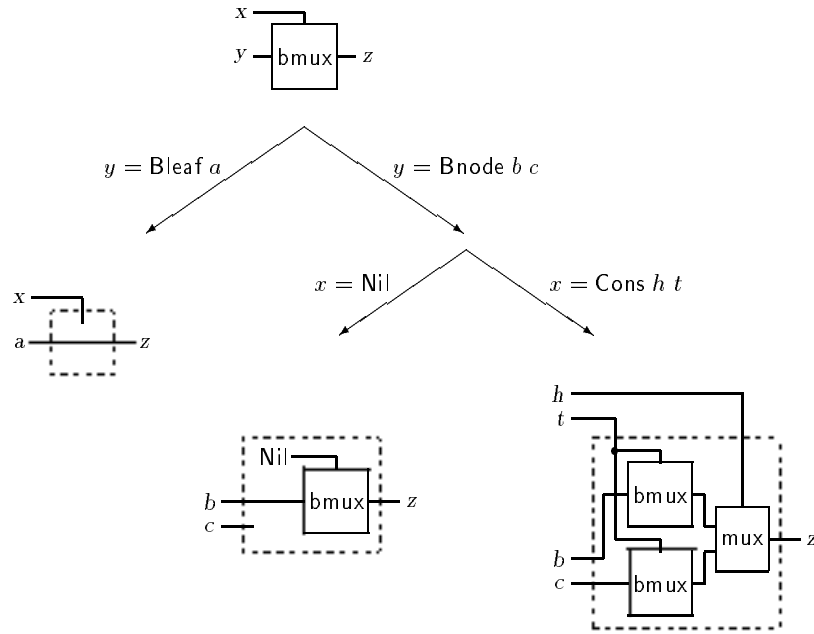 x
y bmux z
y = Bleaf a y = Bnode b c
x = Nil x = Cons h t
x
a z
h
t
Nil
b bmux z
c
bmux
mux z
b
c bmux